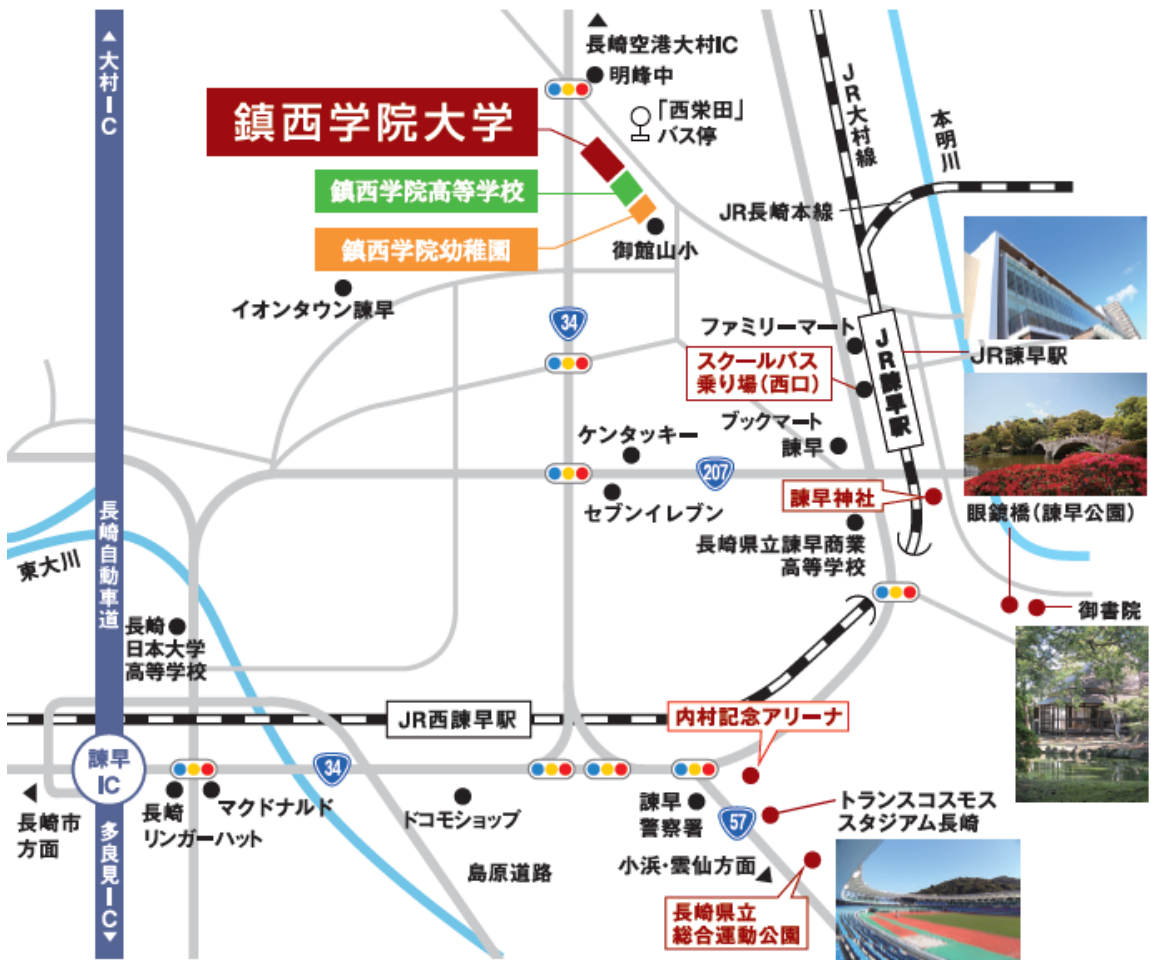 ▲大村IC
▲
長崎空港大村IC
明峰中
「西栄田」
バス停
鎮西学院大学
鎮西学院高等学校
鎮西学院幼稚園
御館山小
イオンタウン諫早
JR大村線
本明川
JR長崎本線
34
ファミリーマート
スクールバス
乗り場(西口)
JR諫早駅
JR諫早駅
ブックマート
諫早
ケンタッキー
207
セブンイレブン
諫早神社
眼鏡橋(諫早公園)
長崎県立諫早商業
高等学校
御書院
長崎自動車道
東大川
長崎
日本大学
高等学校
JR西諫早駅
内村記念アリーナ
諫早
IC
34
◀
長崎市
方面
長崎
リンガーハット
マクドナルド
ドコモショップ
諫早
警察署
57
トランスコスモス
スタジアム長崎
島原道路
小浜・雲仙方面
長崎県立
総合運動公園
多良見IC▼